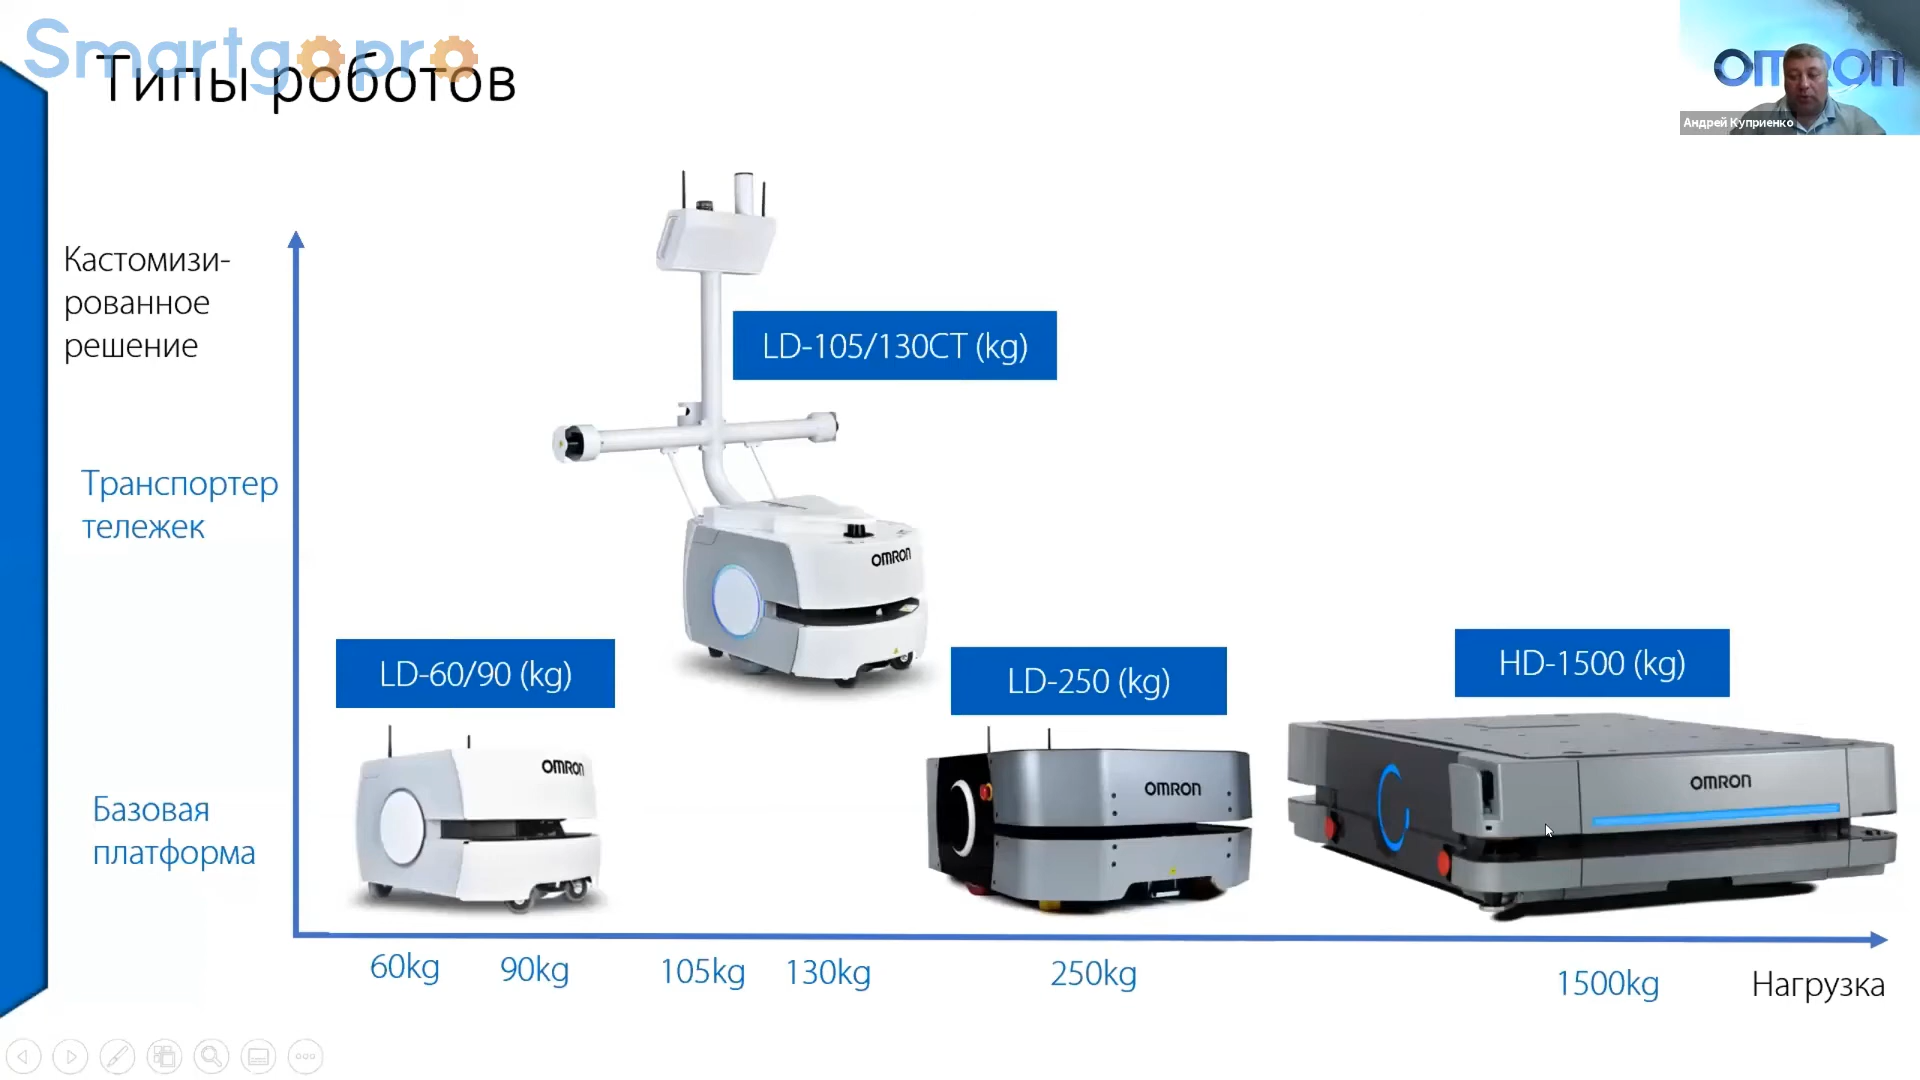 Smartgopro
Типы роботов
OMRON
Андрей Куприенко
Кастомизи-
рованное
решение
LD-105/130CT (kg)
Транспортер
тележек
OMRON
LD-60/90 (kg)
LD-250 (kg)
HD-1500 (kg)
OMRON
OMRON
OMRON
Базовая
платформа
60kg
90kg
105kg
130kg
250kg
1500kg
Нагрузка